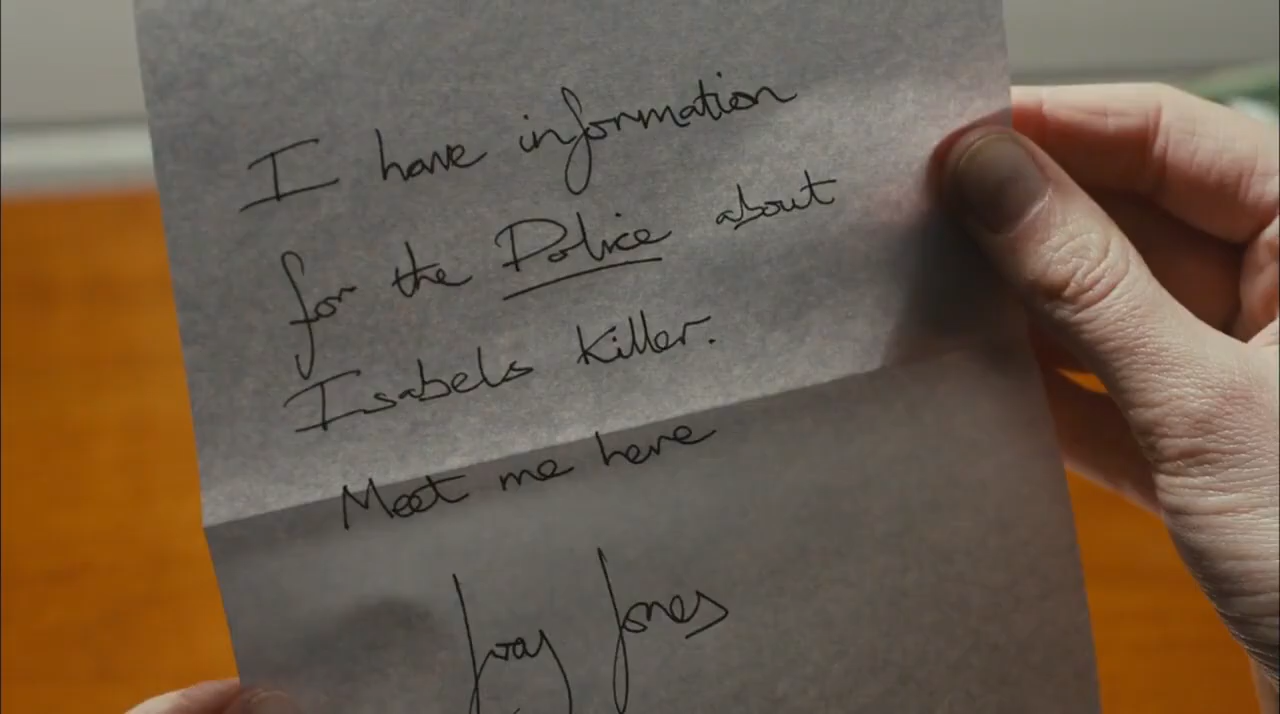 I have information
for the Police about
Isabels killer.
Meet me here
Jones